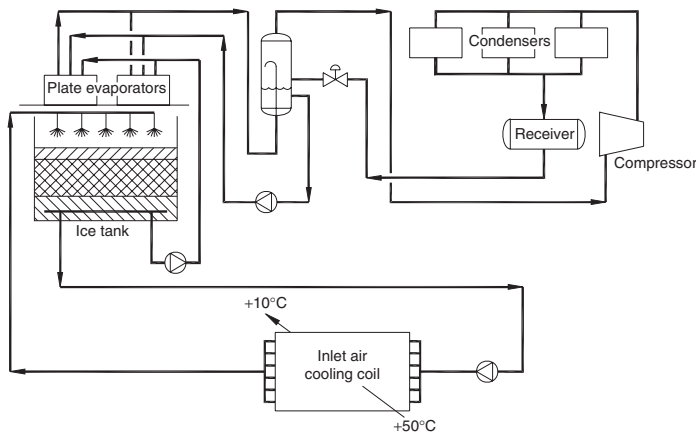 Condensers
Plate evaporators
Receiver
Compressor
Ice tank
+10°C
Inlet air
cooling coil
+50°C